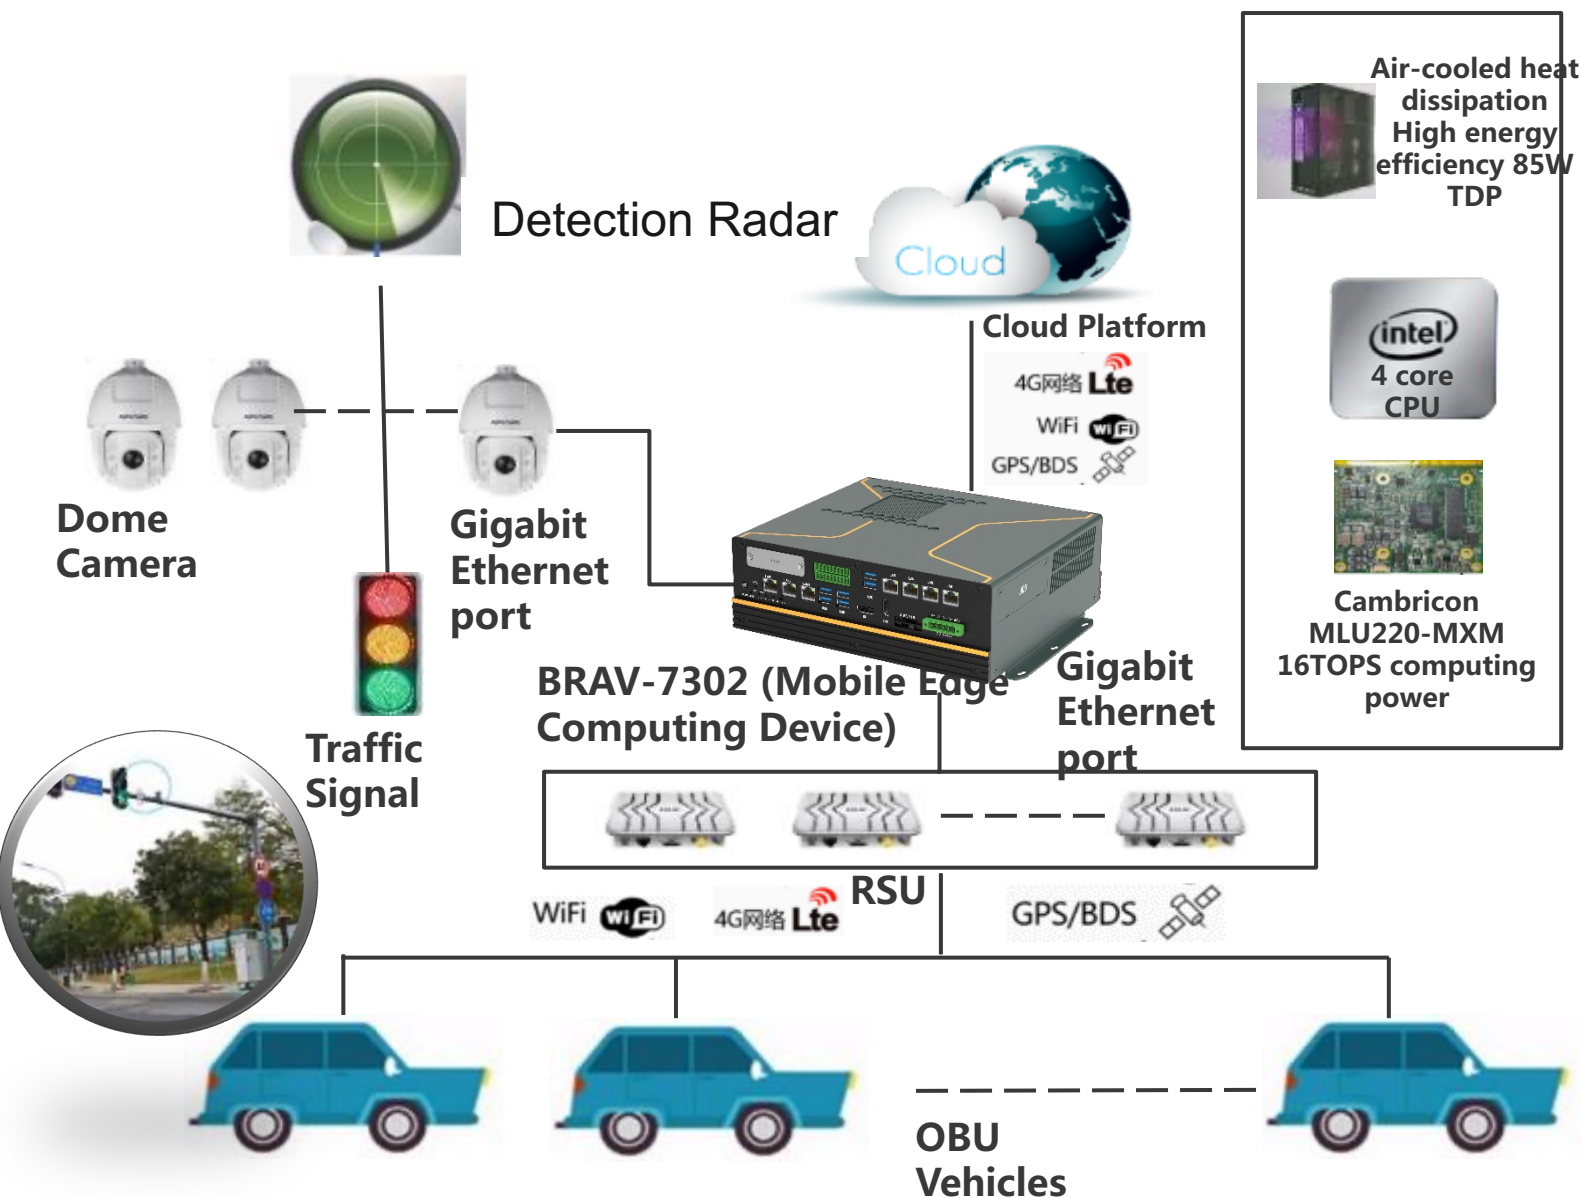 Air-cooled heat
dissipation
High energy
efficiency 85W
TDP
Detection Radar
Cloud
Cloud Platform
4G网络 Lte
WiFi WiFi
GPS/BDS
intel
4 core
CPU
Dome
Camera
Gigabit
Ethernet
port
Cambricon
MLU220-MXM
16TOPS computing
power
BRAV-7302 (Mobile Edge
Computing Device)
Gigabit
Ethernet
port
Traffic
Signal
RSU
WiFi WiFi
4G网络 Lte
GPS/BDS
OBU
Vehicles